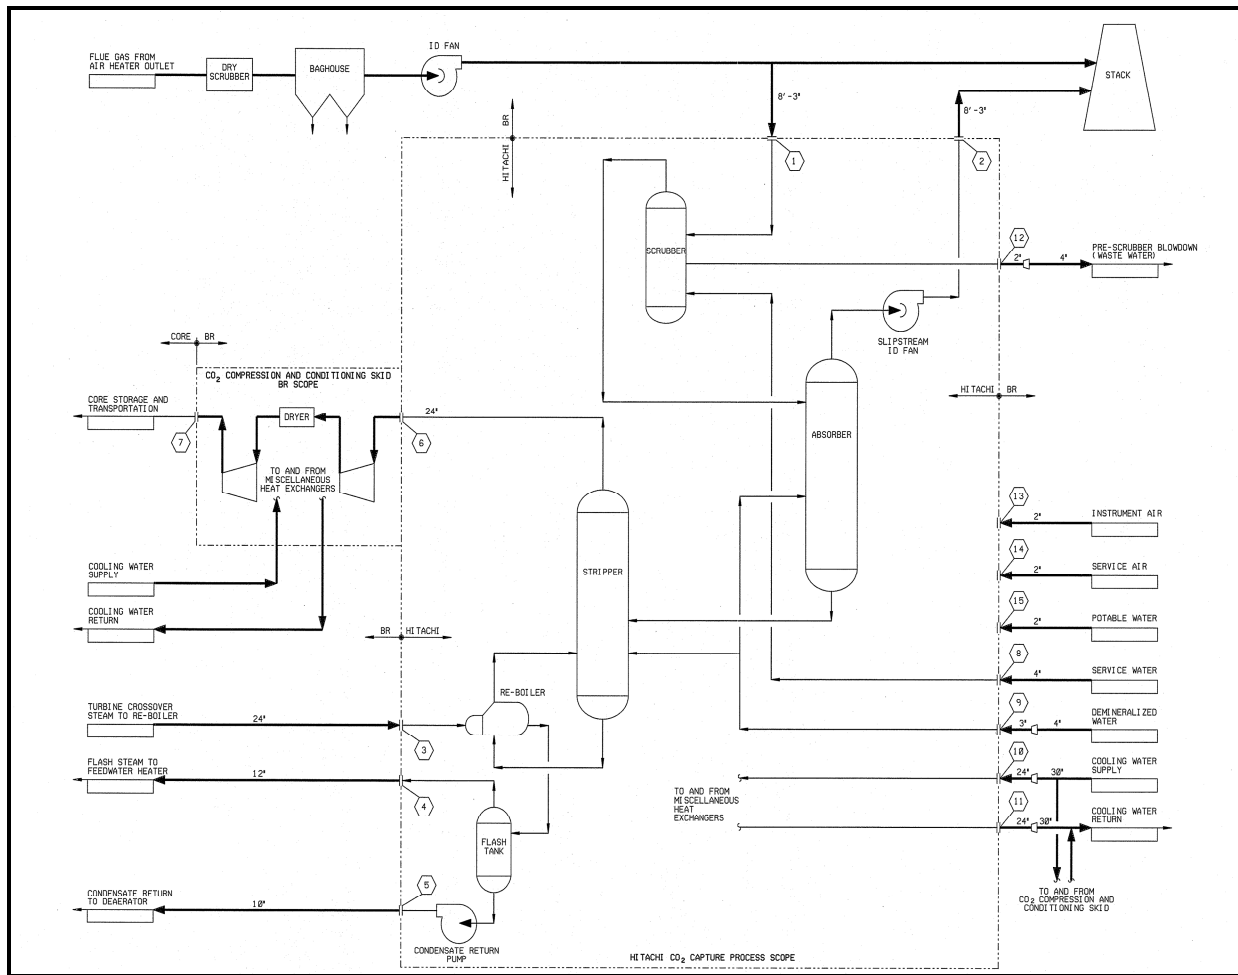 ID FAN
FLUE GAS FROM
AIR HEATER OUTLET
DRY
SCRUBBER
BAGHOUSE
STACK
8'-3"
8'-3"
BR
HITACHI
1
2
SCRUBBER
12
2"
4"
PRE-SCRUBBER BLOWDOWN
(WASTE WATER)
SLIPSTREAM
ID FAN
CORE
BR
CO2 COMPRESSION AND CONDITIONING SKID
BR SCOPE
HITACHI
BR
CORE STORAGE AND
TRANSPORTATION
DRYER
24"
7
6
ABSORBER
TO AND FROM
MISCELLANEOUS
HEAT EXCHANGERS
13
2"
INSTRUMENT AIR
14
COOLING WATER
SUPPLY
STRIPPER
2"
SERVICE AIR
15
COOLING WATER
RETURN
2"
POTABLE WATER
BR
HITACHI
8
4"
SERVICE WATER
RE-BOILER
9
TURBINE CROSSOVER
STEAM TO RE-BOILER
24"
3"
4"
DEMINERALIZED
WATER
3
10
FLASH STEAM TO
FEEDWATER HEATER
12"
24"
30"
COOLING WATER
SUPPLY
4
TO AND FROM
MISCELLANEOUS
HEAT
EXCHANGERS
11
24"
30"
COOLING WATER
RETURN
FLASH
TANK
5
CONDENSATE RETURN
TO DEAERATOR
10"
TO AND FROM
CO2 COMPRESSION AND
CONDITIONING SKID
CONDENSATE RETURN
PUMP
HITACHI CO2 CAPTURE PROCESS SCOPE